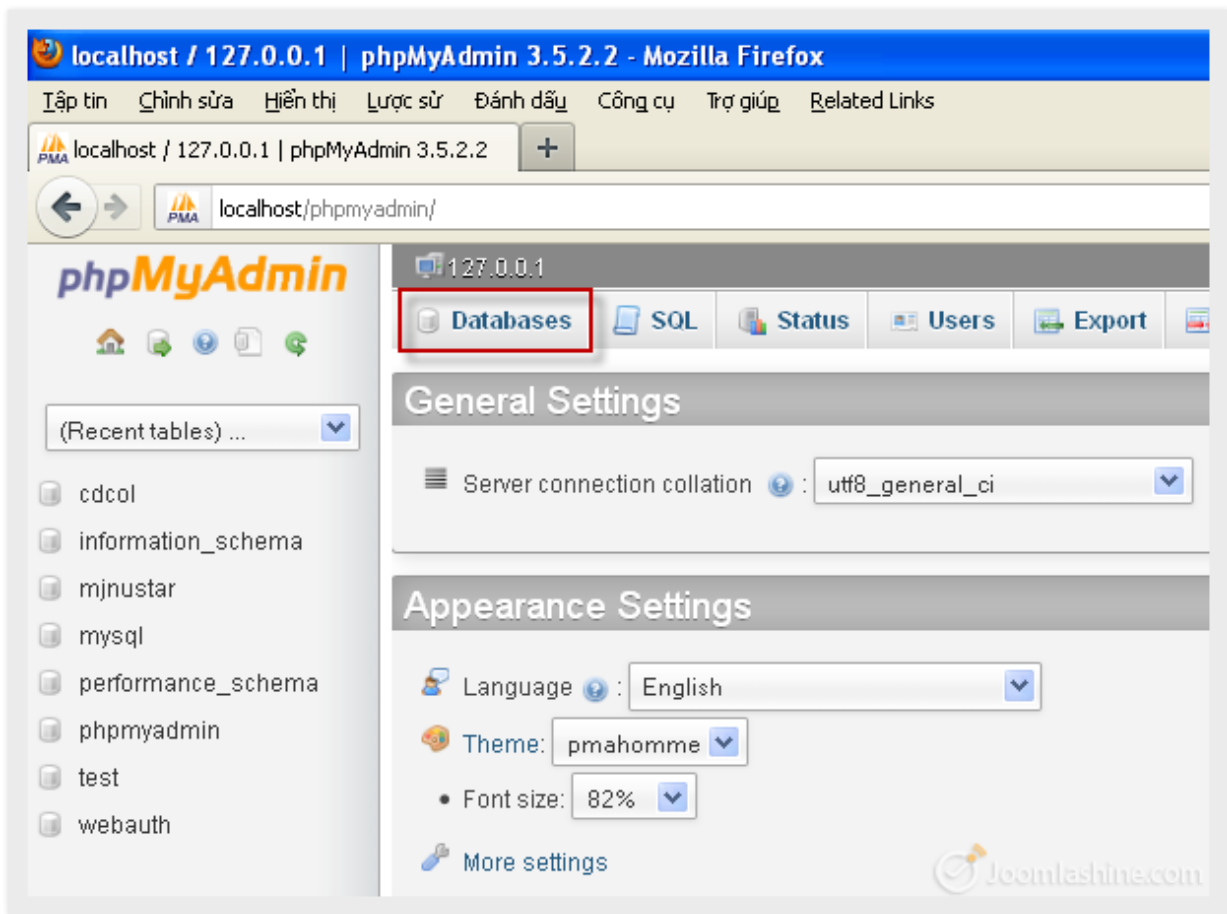 localhost / 127.0.0.1 | phpMyAdmin 3.5.2.2 - Mozilla Firefox
Tập tin Chỉnh sửa Hiển thị Lược sử Đánh dấu Công cụ Trợ giúp Related Links
PMA localhost / 127.0.0.1 | phpMyAdmin 3.5.2.2 +
PMA localhost/phpmyadmin/
phpMyAdmin
(Recent tables) ...
cdcol
information_schema
mjnustar
mysql
performance_schema
phpmyadmin
test
webauth
127.0.0.1
Databases SQL Status Users Export
General Settings
Server connection collation : utf8_general_ci
Appearance Settings
Language : English
Theme: pmahomme
• Font size: 82%
More settings
Joomlashine.com